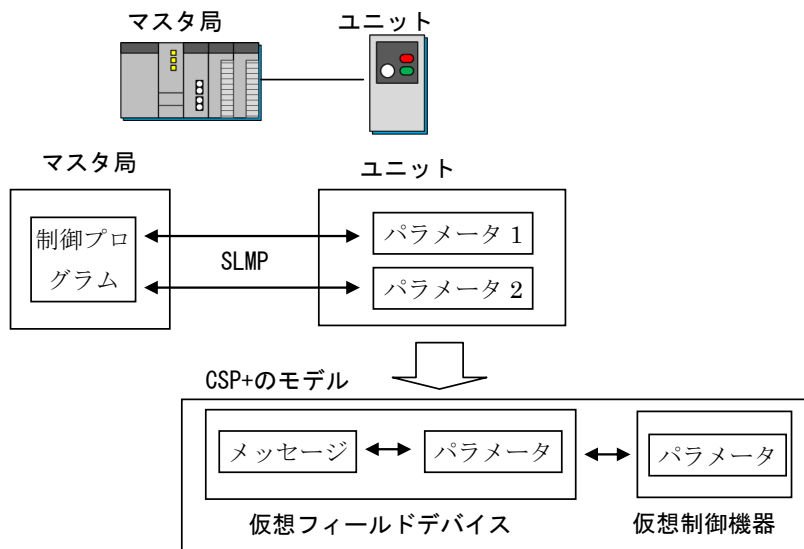 マスタ局
ユニット
マスタ局
ユニット
制御プロ
グラム
SLMP
パラメータ 1
パラメータ 2
CSP+のモデル
メッセージ
パラメータ
パラメータ
仮想フィールドデバイス
仮想制御機器